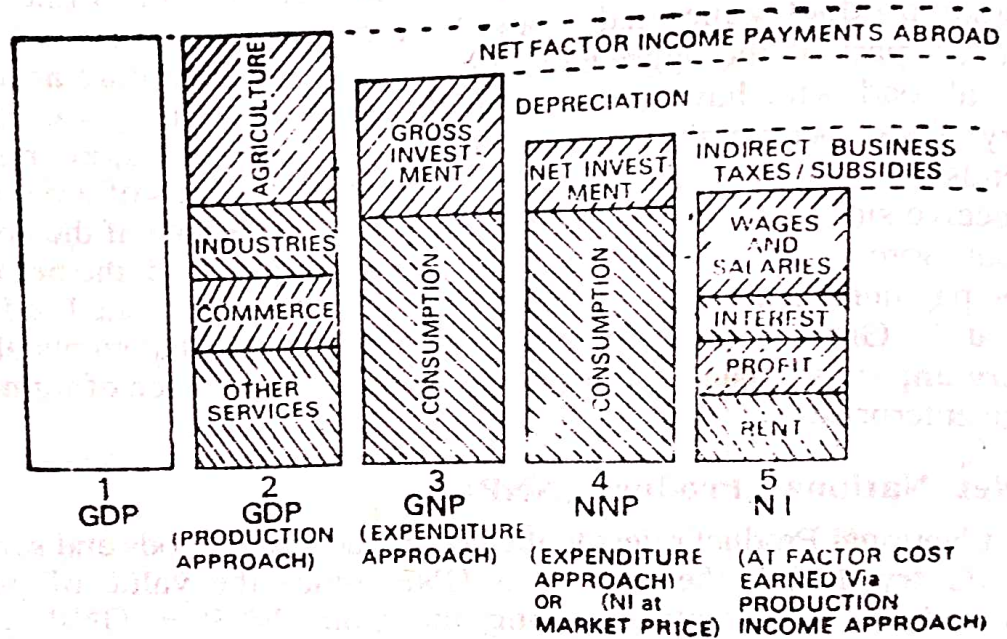 NET FACTOR INCOME PAYMENTS ABROAD
DEPRECIATION
INDIRECT BUSINESS
TAXES/SUBSIDIES
AGRICULTURE
INDUSTRIES
COMMERCE
OTHER
SERVICES
GROSS
INVEST-
MENT
CONSUMPTION
NET INVEST
MENT
CONSUMPTION
WAGES
AND
SALARIES
INTEREST
PROFIT
RENT
1
GDP
2
GDP
(PRODUCTION
APPROACH)
3
GNP
(EXPENDITURE
APPROACH)
4
NNP
(EXPENDITURE
APPROACH)
OR (NI at
MARKET PRICE)
5
NI
(AT FACTOR COST
EARNED Via
PRODUCTION
INCOME APPROACH)